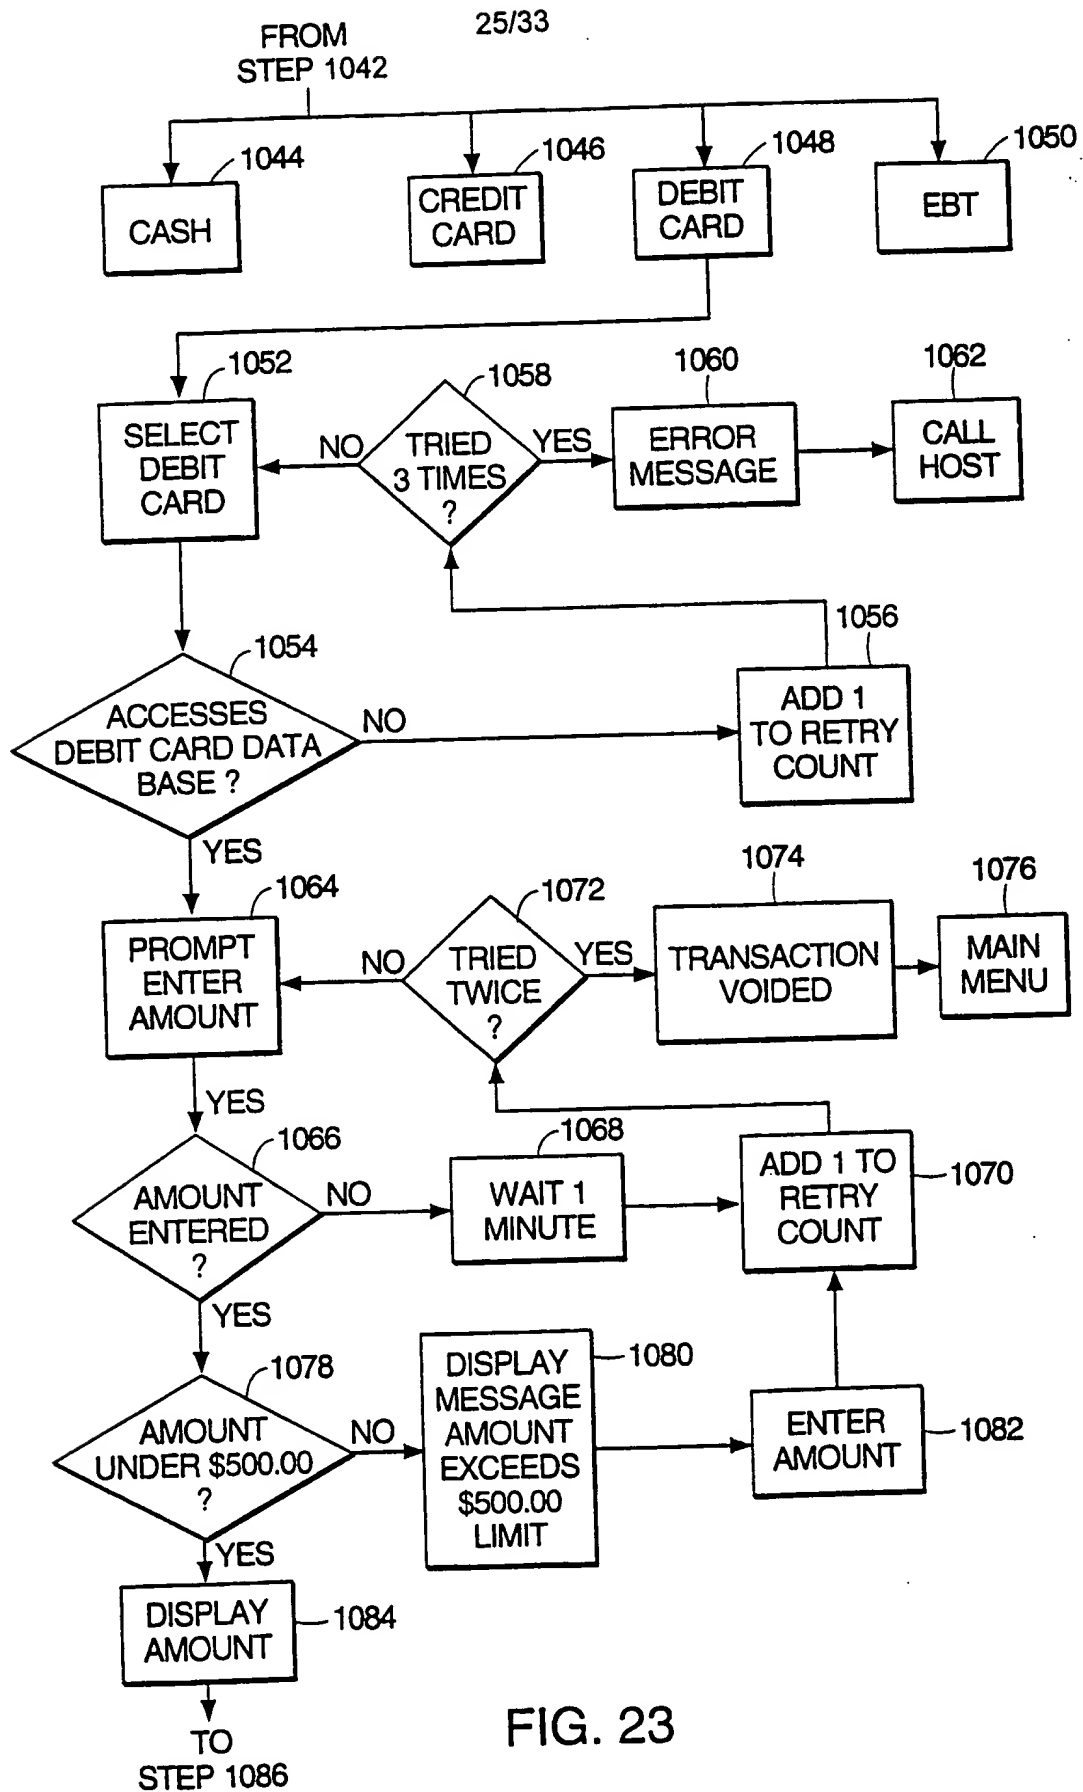 25/33
FROM
STEP 1042
1044
1046
1048
1050
CASH
CREDIT
CARD
DEBIT
CARD
EBT
1052
1058
1060
1062
SELECT
DEBIT
CARD
NO
TRIED
3 TIMES
?
YES
ERROR
MESSAGE
CALL
HOST
1054
1056
ACCESSES
DEBIT CARD DATA
BASE ?
NO
ADD 1
TO RETRY
COUNT
YES
1064
1072
1074
1076
PROMPT
ENTER
AMOUNT
NO
TRIED
TWICE
?
YES
TRANSACTION
VOIDED
MAIN
MENU
YES
1066
1068
1070
AMOUNT
ENTERED
?
NO
WAIT 1
MINUTE
ADD 1 TO
RETRY
COUNT
YES
1078
1080
1082
AMOUNT
UNDER $500.00
?
NO
DISPLAY
MESSAGE
AMOUNT
EXCEEDS
$500.00
LIMIT
ENTER
AMOUNT
YES
DISPLAY
AMOUNT
1084
TO
STEP 1086
FIG. 23